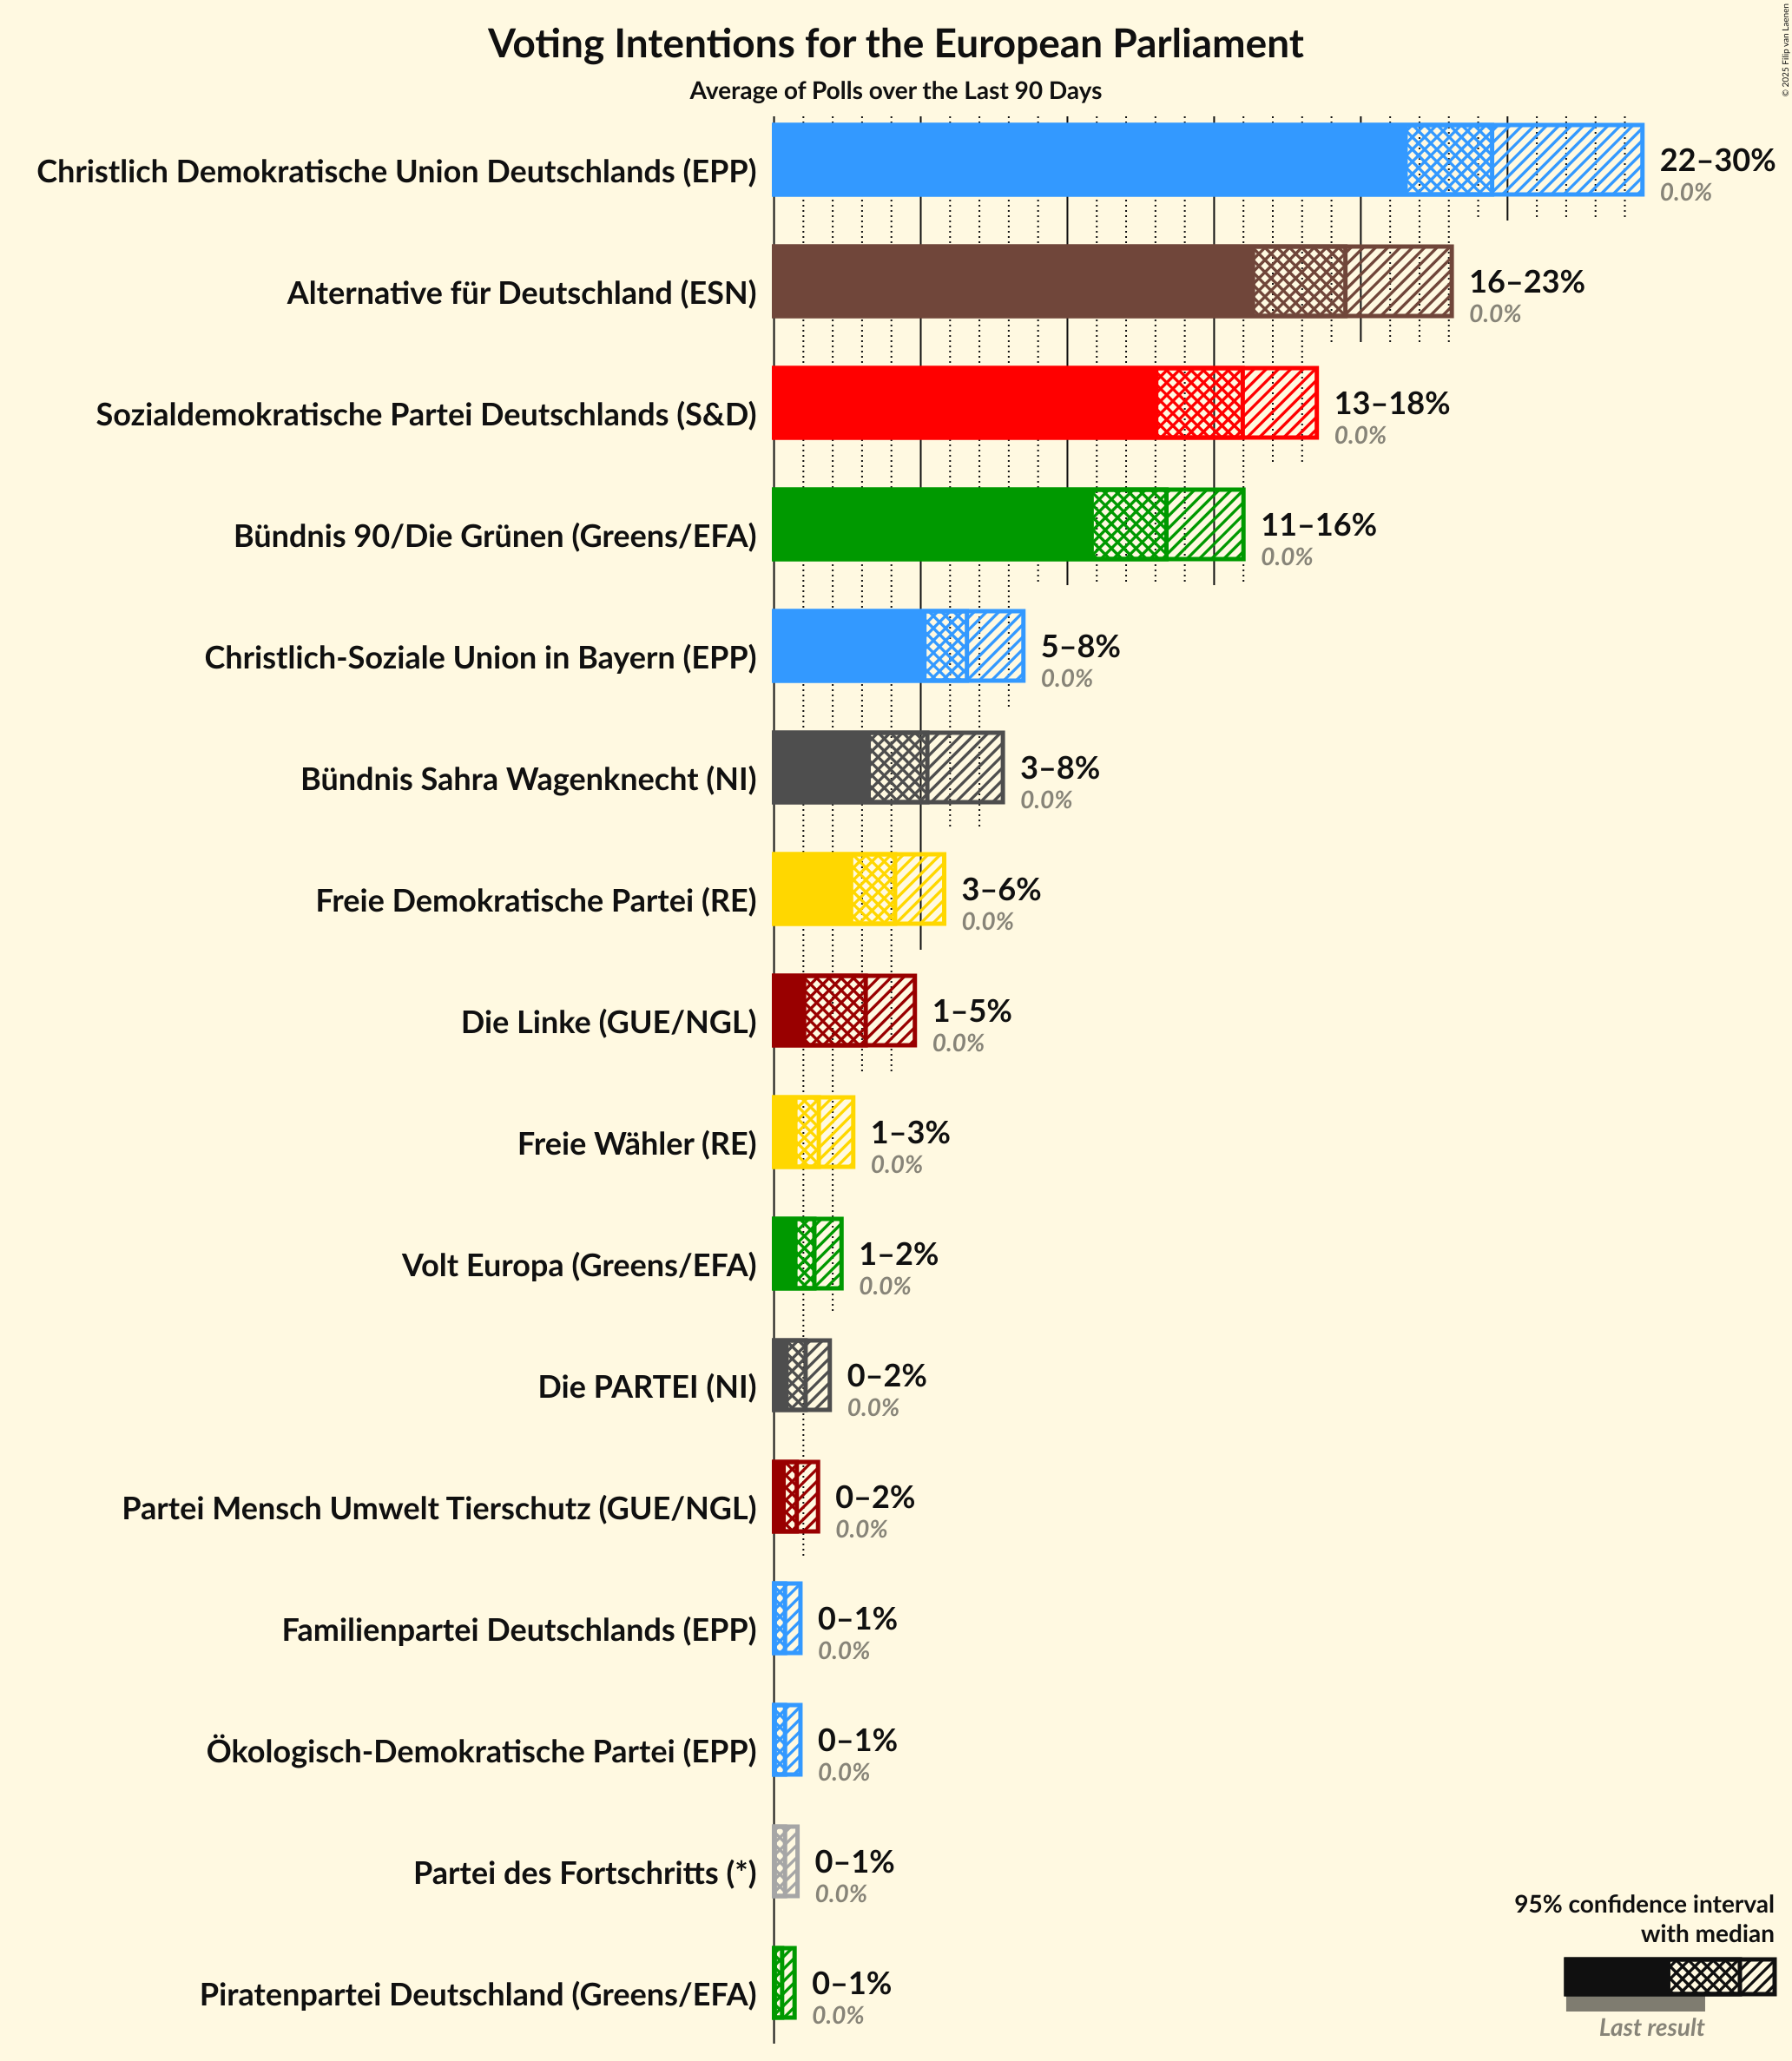 Voting Intentions for the European Parliament
Average of Polls over the Last 90 Days
© 2025 Filip van Laenen
Christlich Demokratische Union Deutschlands (EPP)
22–30%
0.0%
Alternative für Deutschland (ESN)
16–23%
0.0%
Sozialdemokratische Partei Deutschlands (S&D)
13–18%
0.0%
Bündnis 90/Die Grünen (Greens/EFA)
11–16%
0.0%
Christlich-Soziale Union in Bayern (EPP)
5–8%
0.0%
Bündnis Sahra Wagenknecht (NI)
3–8%
0.0%
Freie Demokratische Partei (RE)
3–6%
0.0%
Die Linke (GUE/NGL)
1–5%
0.0%
Freie Wähler (RE)
1–3%
0.0%
Volt Europa (Greens/EFA)
1–2%
0.0%
Die PARTEI (NI)
0–2%
0.0%
Partei Mensch Umwelt Tierschutz (GUE/NGL)
0–2%
0.0%
Familienpartei Deutschlands (EPP)
0–1%
0.0%
Ökologisch-Demokratische Partei (EPP)
0–1%
0.0%
Partei des Fortschritts (*)
0–1%
0.0%
Piratenpartei Deutschland (Greens/EFA)
0–1%
0.0%
95% confidence interval
with median
Last result